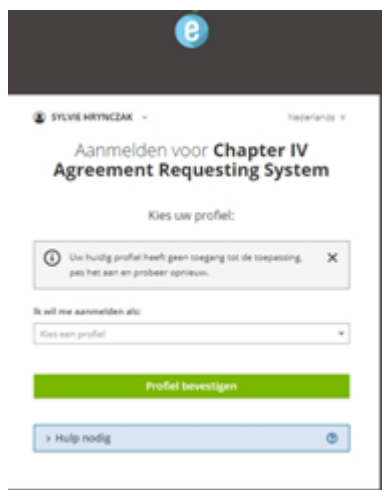 e
SYLVIE HRYNCZAK
Nederlands
Aanmelden voor Chapter IV
Agreement Requesting System
Kies uw profiel:
Uw huidig profiel heeft geen toegang tot de toepassing,
pas het aan en probeer opnieuw.
Ik wil me aanmelden als:
Kies een profiel
Profiel bevestigen
> Hulp nodig